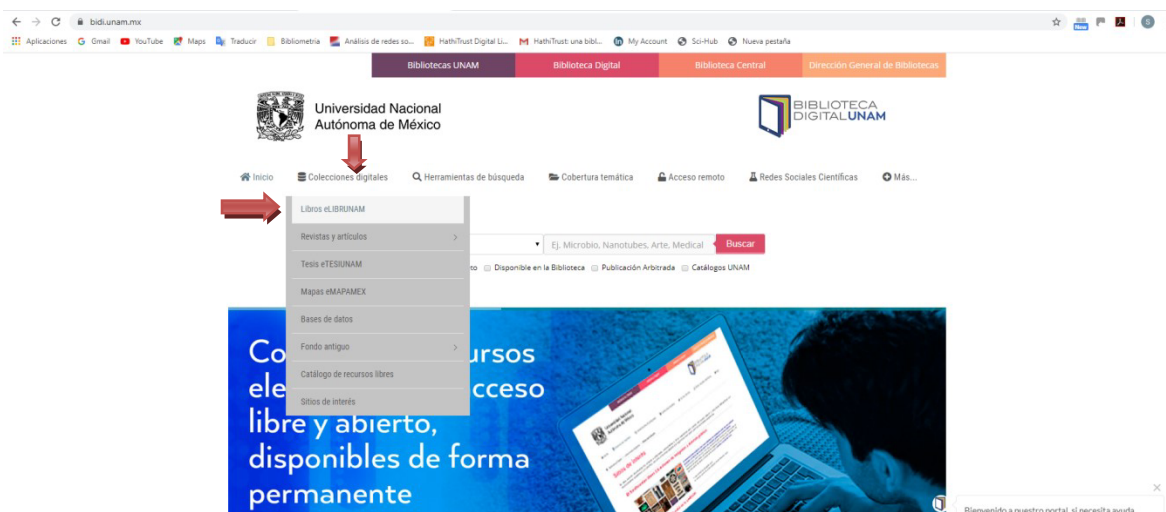 bidi.unam.mx
S
Aplicaciones Gmail YouTube Maps Traducir Bibliometria Análisis de redes so... HathiTrust Digital Li... HathiTrust: una bibl... My Account Sci-Hub Nueva pestaña
Bibliotecas UNAM Biblioteca Digital Biblioteca Central Dirección General de Bibliotecas
Universidad Nacional
Autónoma de México
BIBLIOTECA
DIGITALUNAM
Inicio Colecciones digitales Herramientas de búsqueda Cobertura temática Acceso remoto Redes Sociales Científicas Más...
Libros eLIBRUNAM
Revistas y artículos
Ej. Microbio, Nanotubes, Arte, Medical Buscar
Tesis eTESIUNAM
to Disponible en la Biblioteca Publicación Arbitrada Catálogos UNAM
Mapas eMAPAMEX
Bases de datos
Fondo antiguo
Catálogo de recursos libres
Sitios de interés
Co ursos
ele cceso
libre y abierto,
disponibles de forma
permanente
Sitios de interés
Bienvenido a nuestro portal, si necesita ayuda